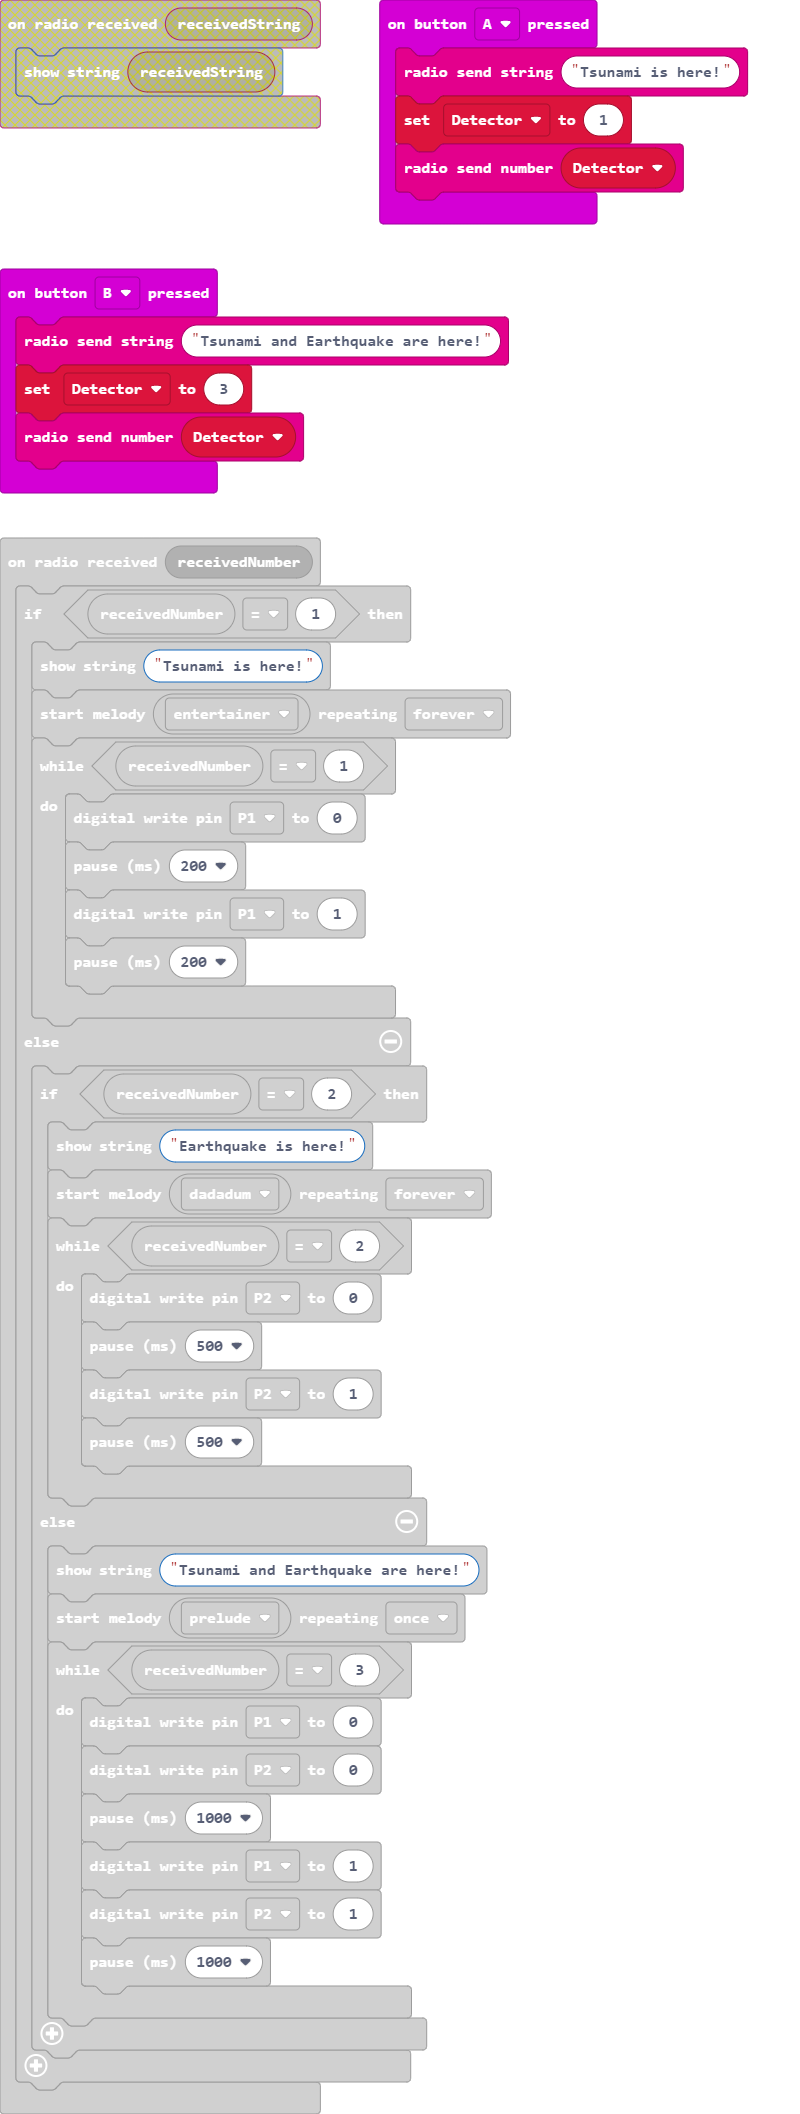 on radio received receivedString
show string receivedString
on button A pressed
radio send string "Tsunami is here!"
set Detector to 1
radio send number Detector
on button B pressed
radio send string "Tsunami and Earthquake are here!"
set Detector to 3
radio send number Detector
on radio received receivedNumber
if receivedNumber = 1 then
show string "Tsunami is here!"
start melody entertainer repeating forever
while receivedNumber = 1
do
digital write pin P1 to 0
pause (ms) 200
digital write pin P1 to 1
pause (ms) 200
else
if receivedNumber = 2 then
show string "Earthquake is here!"
start melody dadadum repeating forever
while receivedNumber = 2
do
digital write pin P2 to 0
pause (ms) 500
digital write pin P2 to 1
pause (ms) 500
else
show string "Tsunami and Earthquake are here!"
start melody prelude repeating once
while receivedNumber = 3
do
digital write pin P1 to 0
digital write pin P2 to 0
pause (ms) 1000
digital write pin P1 to 1
digital write pin P2 to 1
pause (ms) 1000